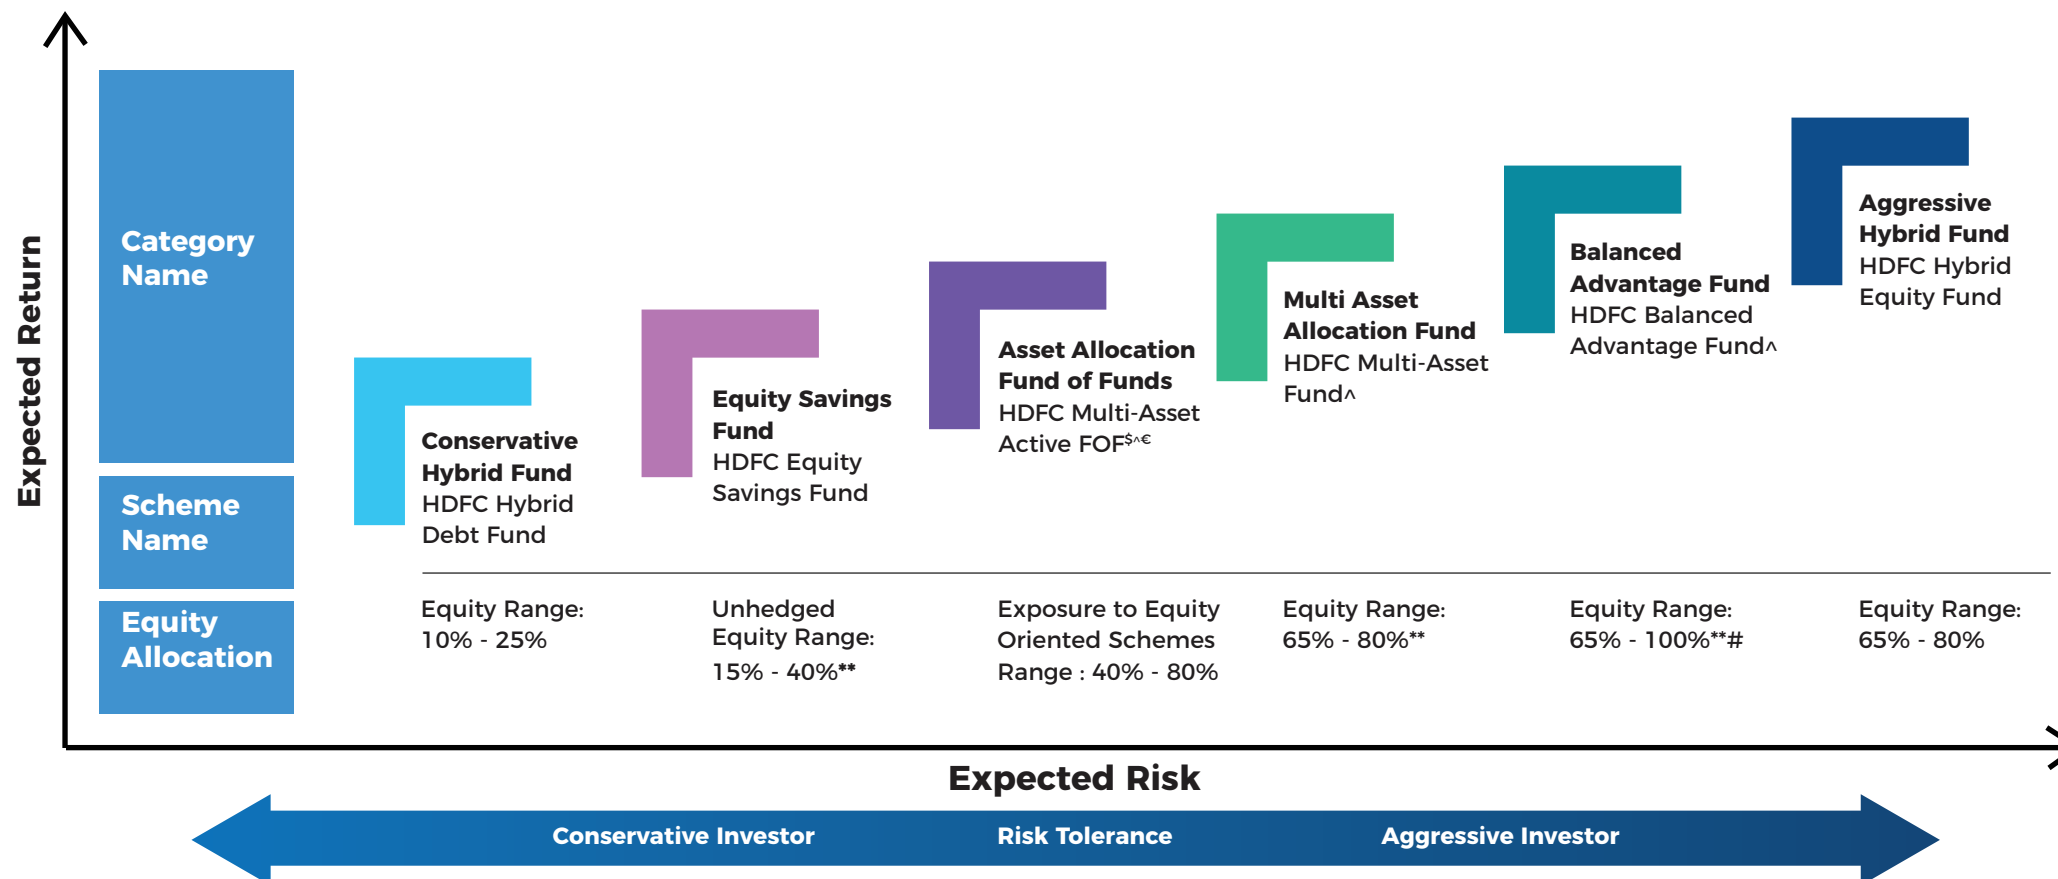 Expected Return
Category
Name
Scheme
Name
Equity
Allocation
Conservative
Hybrid Fund
HDFC Hybrid
Debt Fund
Equity Savings
Fund
HDFC Equity
Savings Fund
Asset Allocation
Fund of Funds
HDFC Multi-Asset
Active FOF$^€
Multi Asset
Allocation Fund
HDFC Multi-Asset
Fund^
Balanced
Advantage Fund
HDFC Balanced
Advantage Fund^
Aggressive
Hybrid Fund
HDFC Hybrid
Equity Fund
Equity Range:
10% - 25%
Unhedged
Equity Range:
15% - 40%**
Exposure to Equity
Oriented Schemes
Range : 40% - 80%
Equity Range:
65% - 80%**
Equity Range:
65% - 100%**#
Equity Range:
65% - 80%
Expected Risk
Conservative Investor
Risk Tolerance
Aggressive Investor